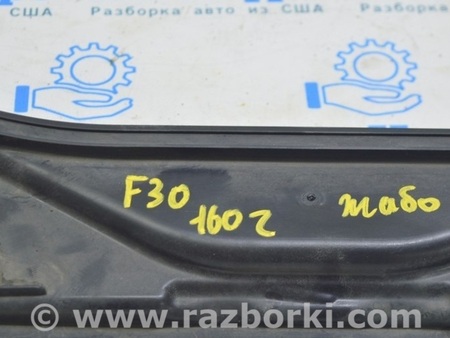 США Разборка авто из США Разборка
F30
160 г
жабо
www.razborki.com